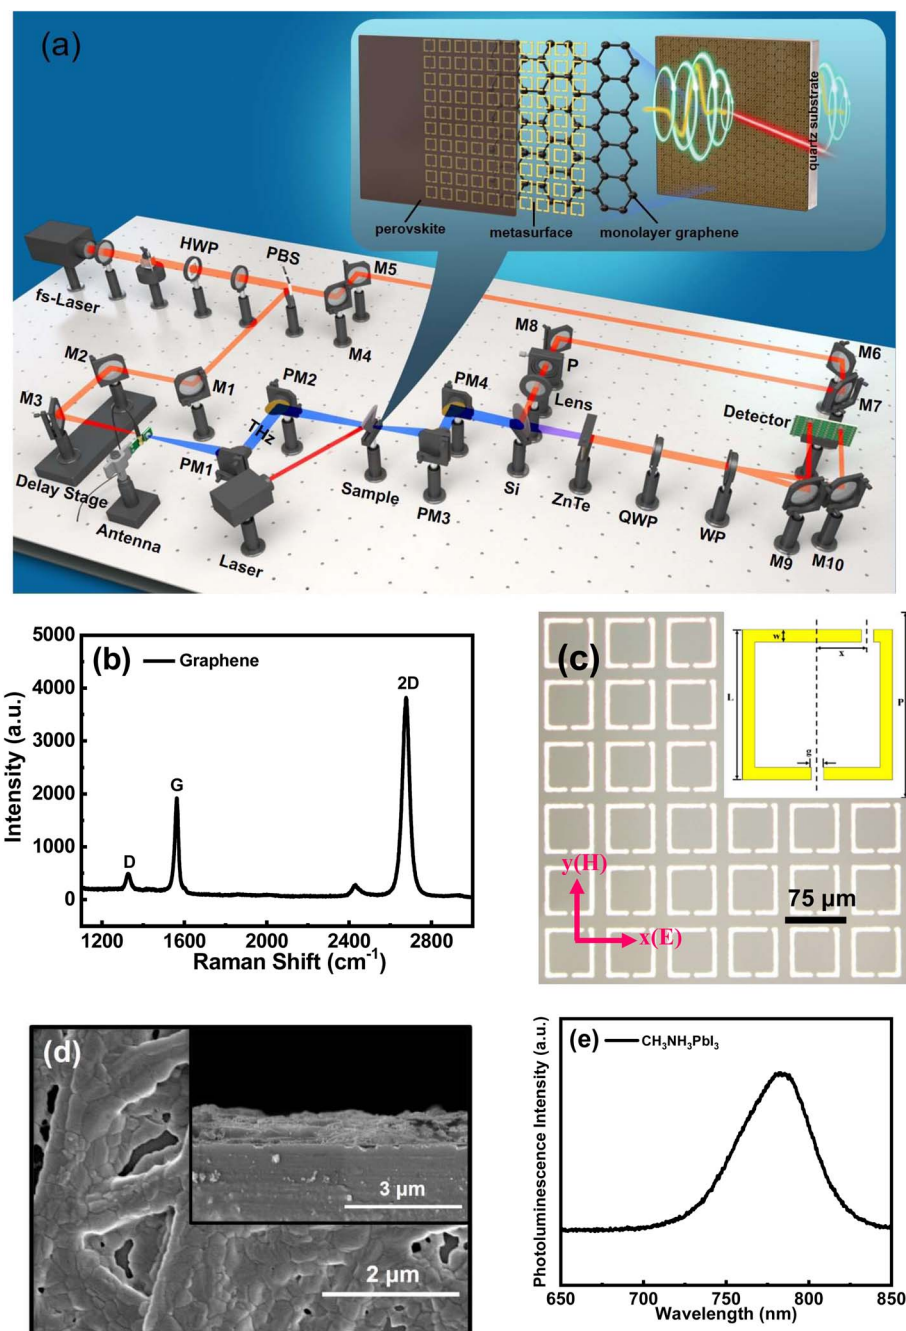 (a)
perovskite
metasurface
monolayer graphene
quartz substrate
fs-Laser
HWP
PBS
M5
M4
M8
M6
M7
M2
M1
M3
PM2
PM4
P
Lens
Detector
THz
PM1
Delay Stage
Antenna
Laser
Sample
PM3
Si
ZnTe
QWP
WP
M9
M10
(b)
Graphene
Intensity (a.u.)
5000
4000
3000
2000
1000
0
D
G
2D
1200
1600
2000
2400
2800
Raman Shift (cm⁻¹)
(c)
w
x
L
P
g
y(H)
x(E)
75 μm
(d)
3 μm
2 μm
(e)
CH₃NH₃PbI₃
Photoluminescence Intensity (a.u.)
650
700
750
800
850
Wavelength (nm)